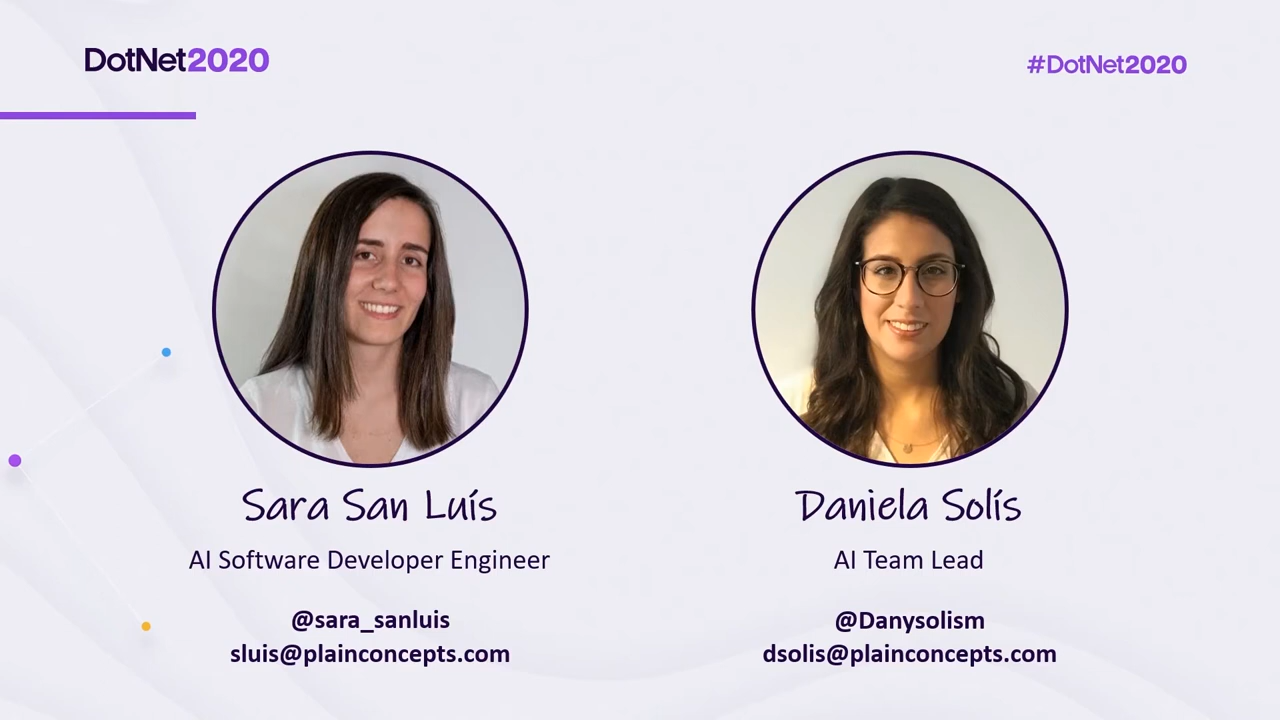 DotNet2020
#DotNet2020
Sara San Luís
AI Software Developer Engineer
@sara_sanluis
sluis@plainconcepts.com
Daniela Solís
AI Team Lead
@Danysolism
dsolis@plainconcepts.com